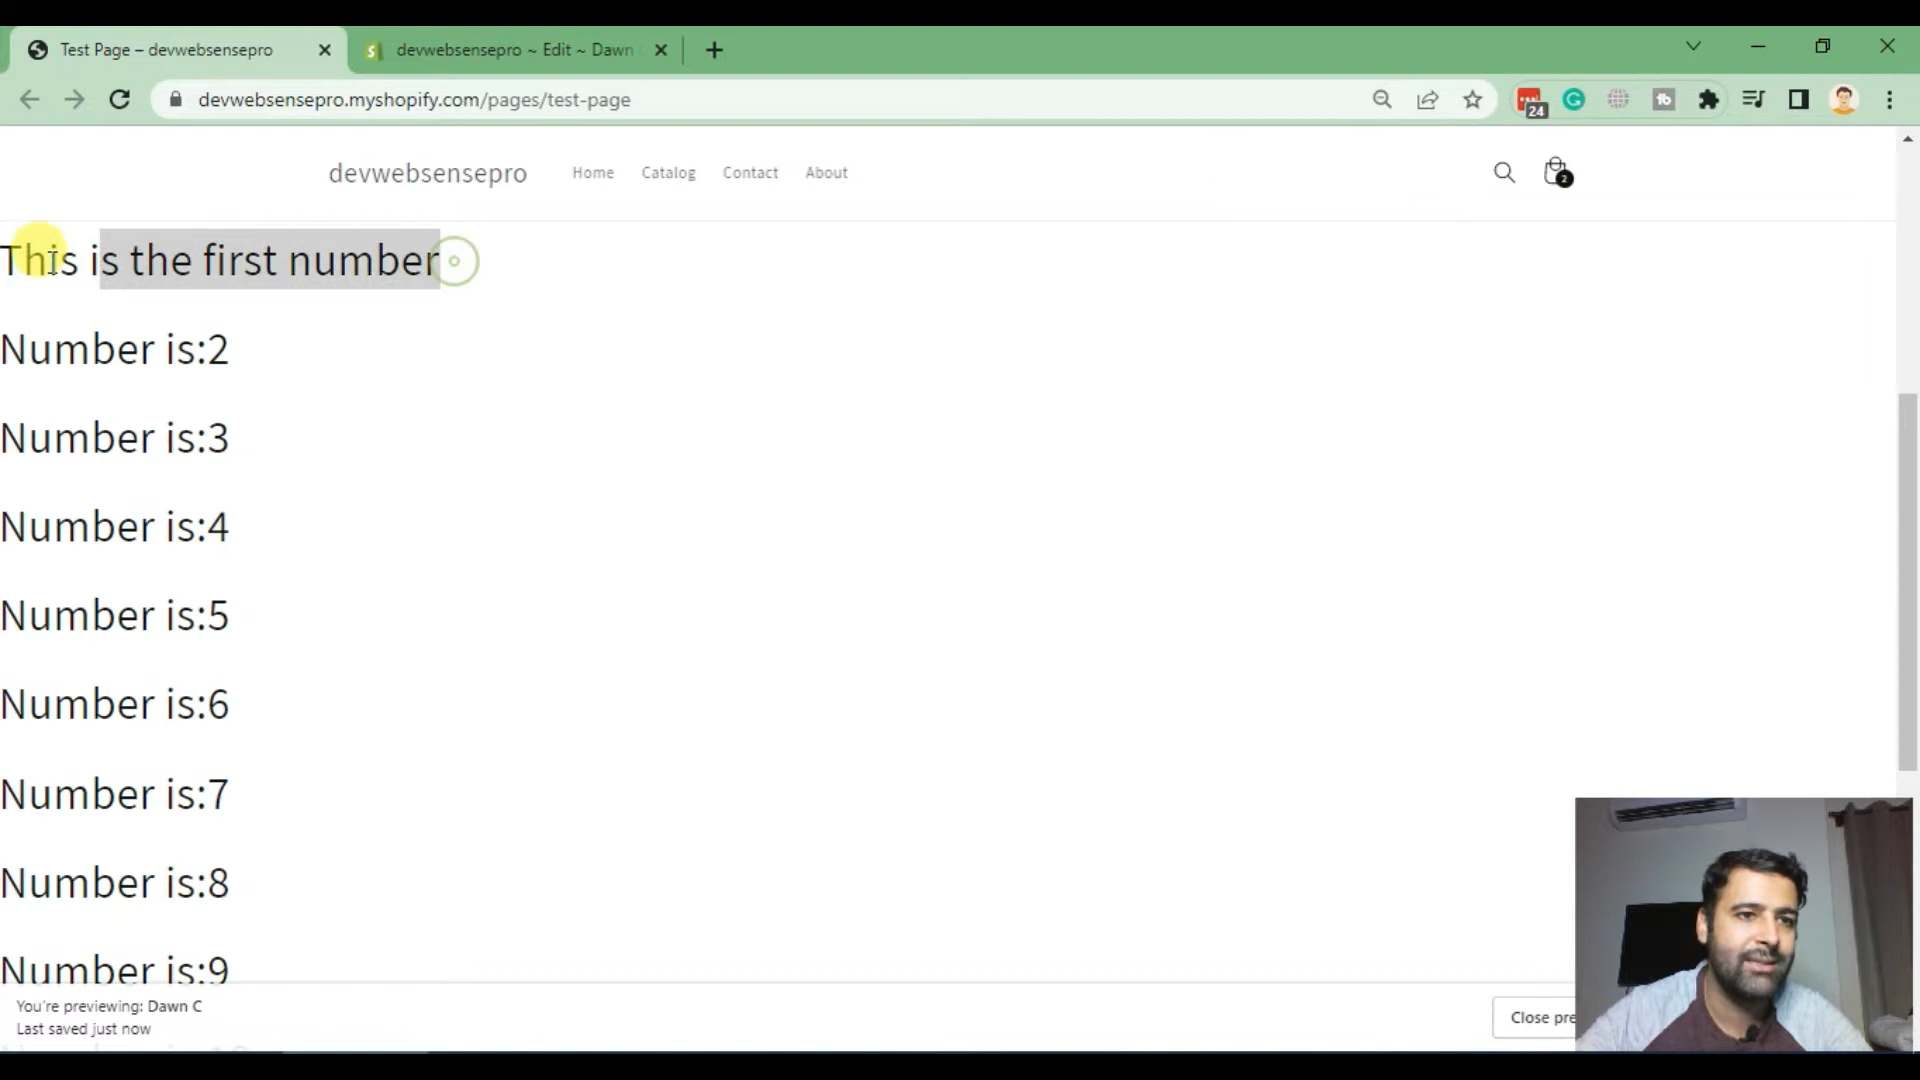 Test Page – devwebsensepro
devwebsensepro ~ Edit ~ Dawn
devwebsensepro.myshopify.com/pages/test-page
24
devwebsensepro
Home
Catalog
Contact
About
2
This is the first number
Number is:2
Number is:3
Number is:4
Number is:5
Number is:6
Number is:7
Number is:8
Number is:9
You're previewing: Dawn C
Last saved just now
Close pre